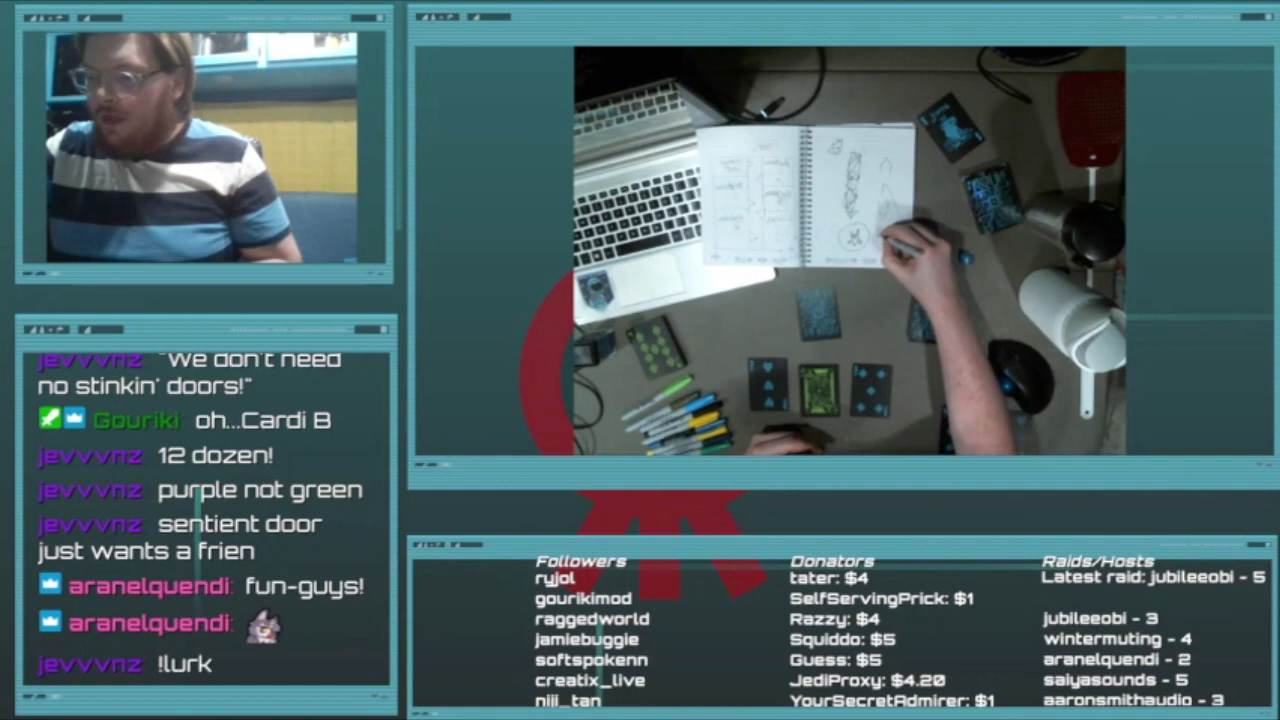 jevvvnz "We don't need
no stinkin' doors!"
Gouriki oh...Cardi B
jevvvnz 12 dozen!
jevvvnz purple not green
jevvvnz sentient door
just wants a frien
aranelquendi: fun-guys!
aranelquendi:
jevvvnz !lurk
Followers
ryjol
gourikimod
raggedworld
jamiebuggie
softspokenn
creatix_live
niji_tan
Donators
tater: $4
SelfServingPrick: $1
Razzy: $4
Squiddo: $5
Guess: $5
JediProxy: $4.20
YourSecretAdmirer: $1
Raids/Hosts
Latest raid: jubileeobi - 5
jubileeobi - 3
wintermuting - 4
aranelquendi - 2
saiyasounds - 5
aaronsmithaudio - 3